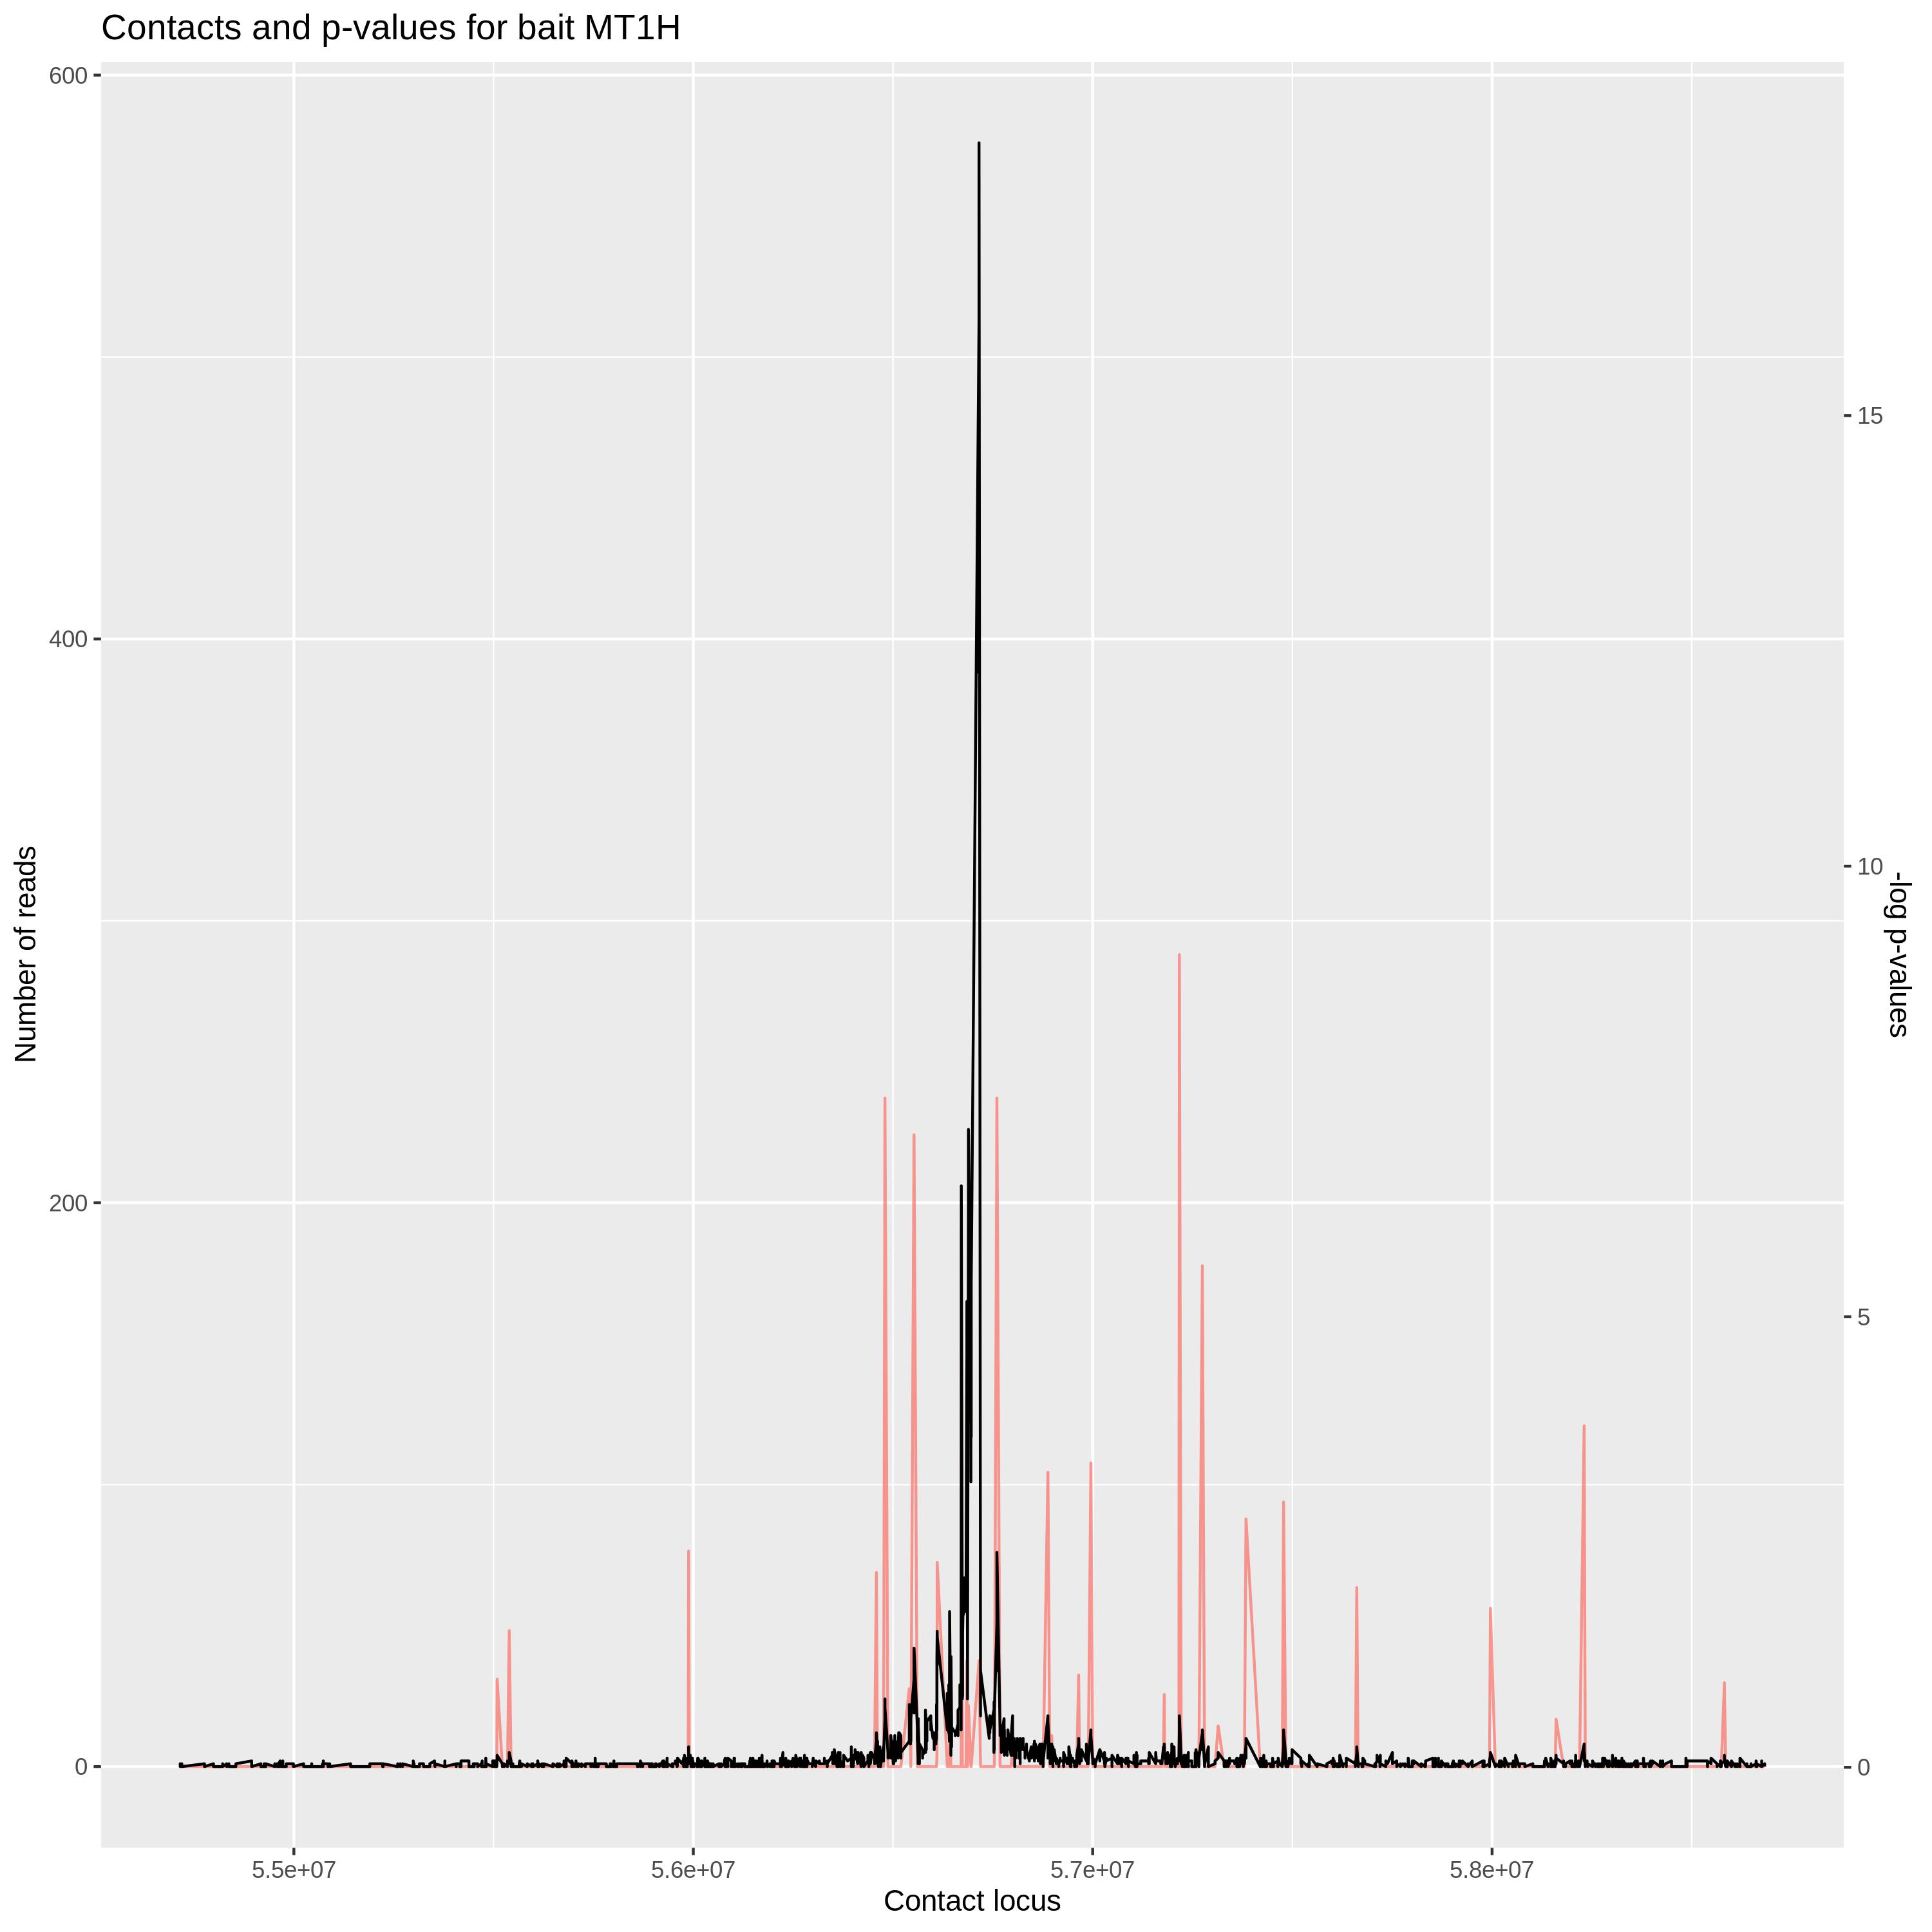 Contacts and p-values for bait MT1H
600
400
200
0
Number of reads
15
10
5
0
-log p-values
5.5e+07
5.6e+07
5.7e+07
5.8e+07
Contact locus